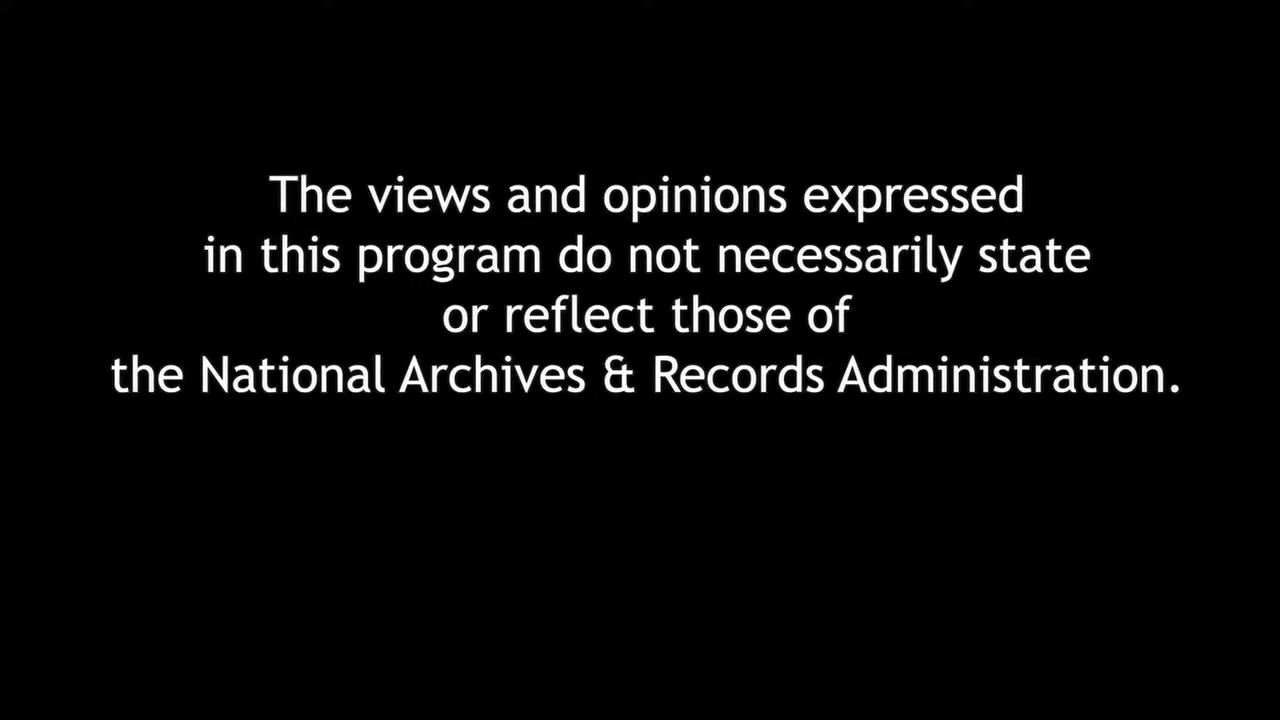 The views and opinions expressed
in this program do not necessarily state
or reflect those of
the National Archives & Records Administration.